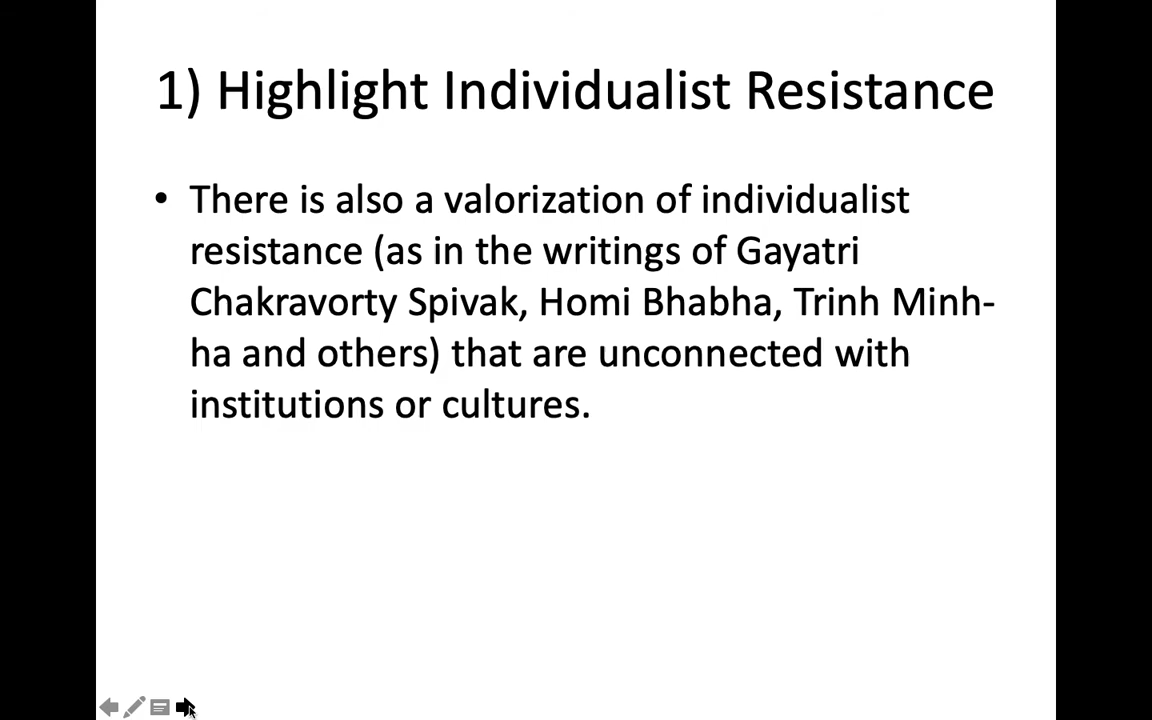 1) Highlight Individualist Resistance
• There is also a valorization of individualist
resistance (as in the writings of Gayatri
Chakravorty Spivak, Homi Bhabha, Trinh Minh-
ha and others) that are unconnected with
institutions or cultures.